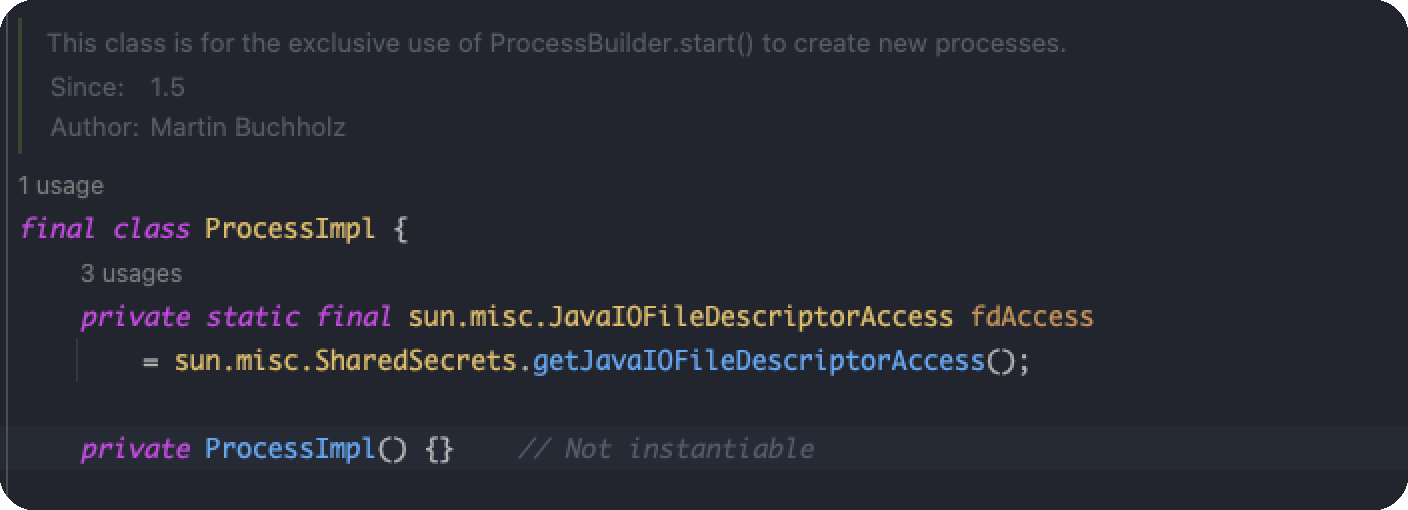 This class is for the exclusive use of ProcessBuilder.start() to create new processes.
Since: 1.5
Author: Martin Buchholz
1 usage
final class ProcessImpl {
3 usages
private static final sun.misc.JavaIOFileDescriptorAccess fdAccess
= sun.misc.SharedSecrets.getJavaIOFileDescriptorAccess();
private ProcessImpl() {} // Not instantiable